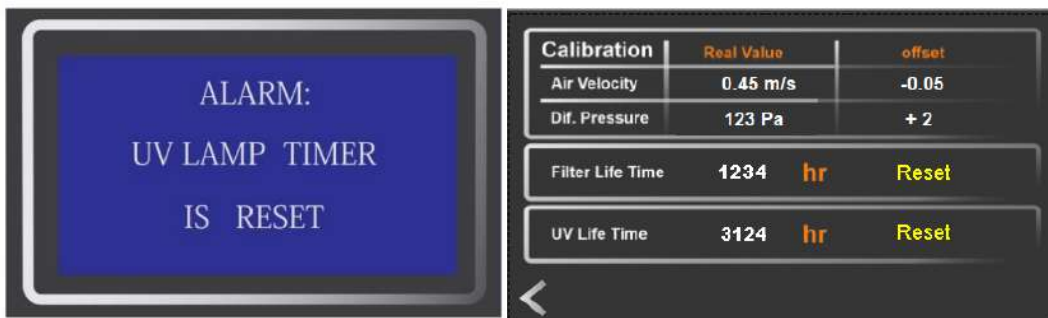 ALARM:
UV LAMP TIMER
IS RESET
Calibration Real Value offset
Air Velocity 0.45 m/s -0.05
Dif. Pressure 123 Pa + 2
Filter Life Time 1234 hr Reset
UV Life Time 3124 hr Reset